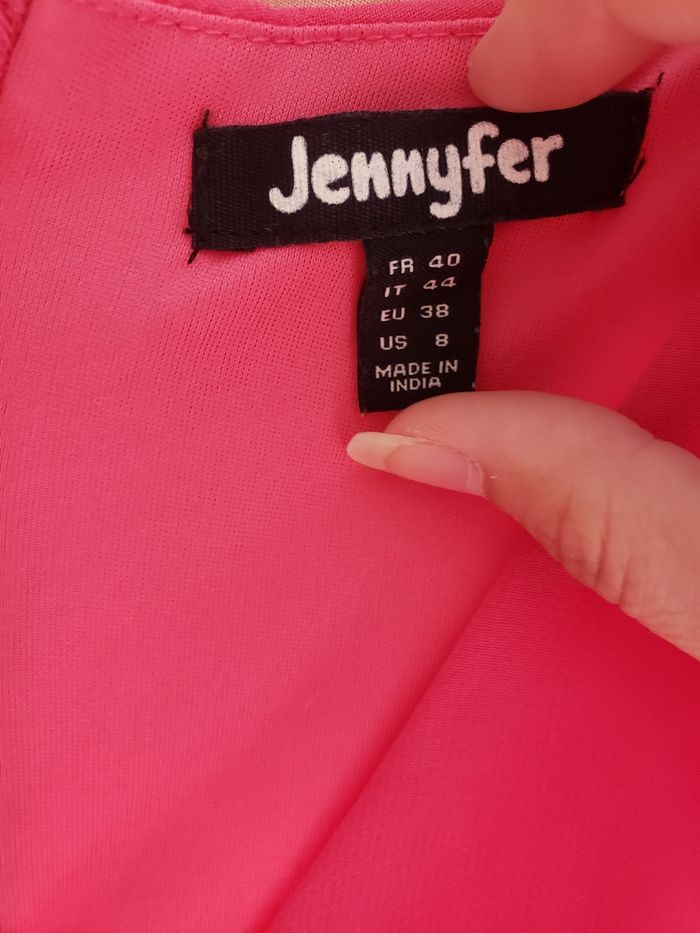 Jennyfer
FR 40
IT 44
EU 38
US 8
MADE IN
INDIA